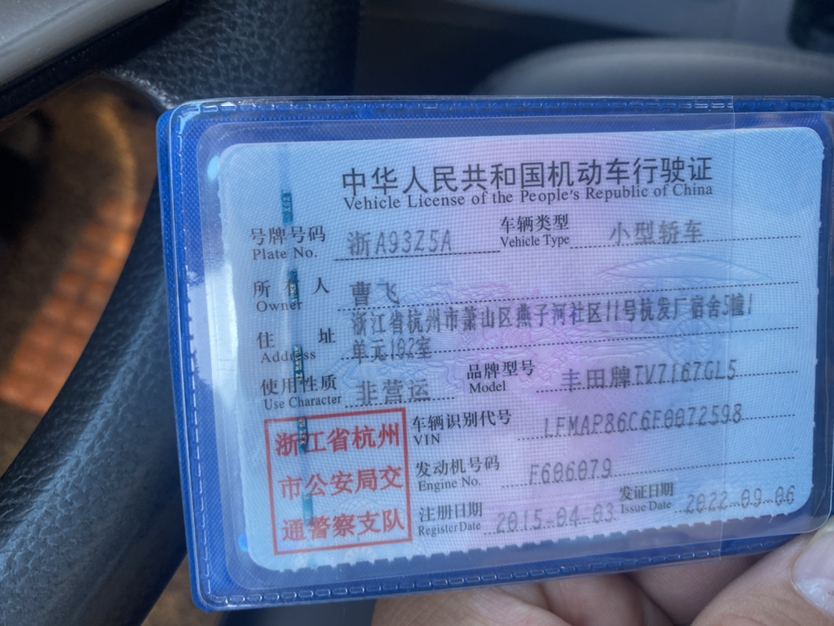 中华人民共和国机动车行驶证
Vehicle License of the People's Republic of China
号牌号码 浙A93Z5A 车辆类型 小型轿车
Plate No. Vehicle Type
所有人 曹飞
Owner
住址 浙江省杭州市萧山区燕子河社区11号杭发厂宿舍5幢1
Address 单元102室
使用性质 非营运 品牌型号 丰田牌TV7167GL5
Use Character Model
浙江省杭州 车辆识别代号 LFMAP86C6F0072598
VIN
市公安局交 发动机号码 F606079
Engine No.
通警察支队 注册日期 2015-04-03 发证日期 2022-09-06
Register Date Issue Date